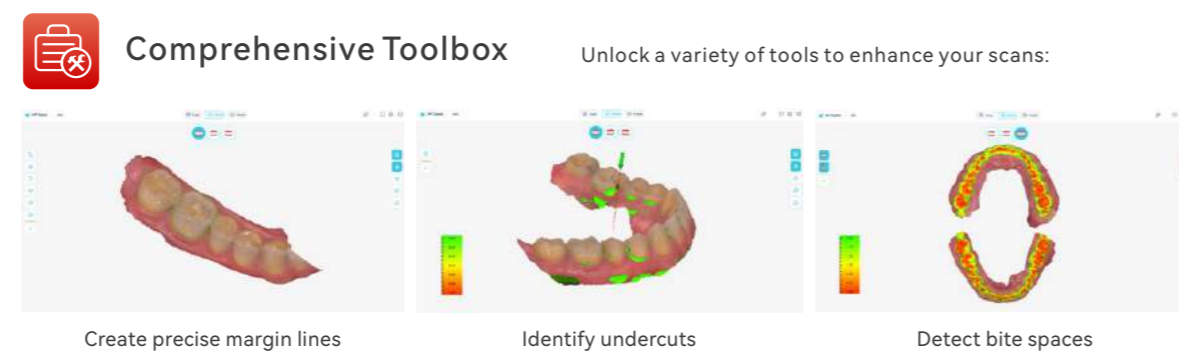 Comprehensive Toolbox
Unlock a variety of tools to enhance your scans:
Create precise margin lines
Identify undercuts
Detect bite spaces